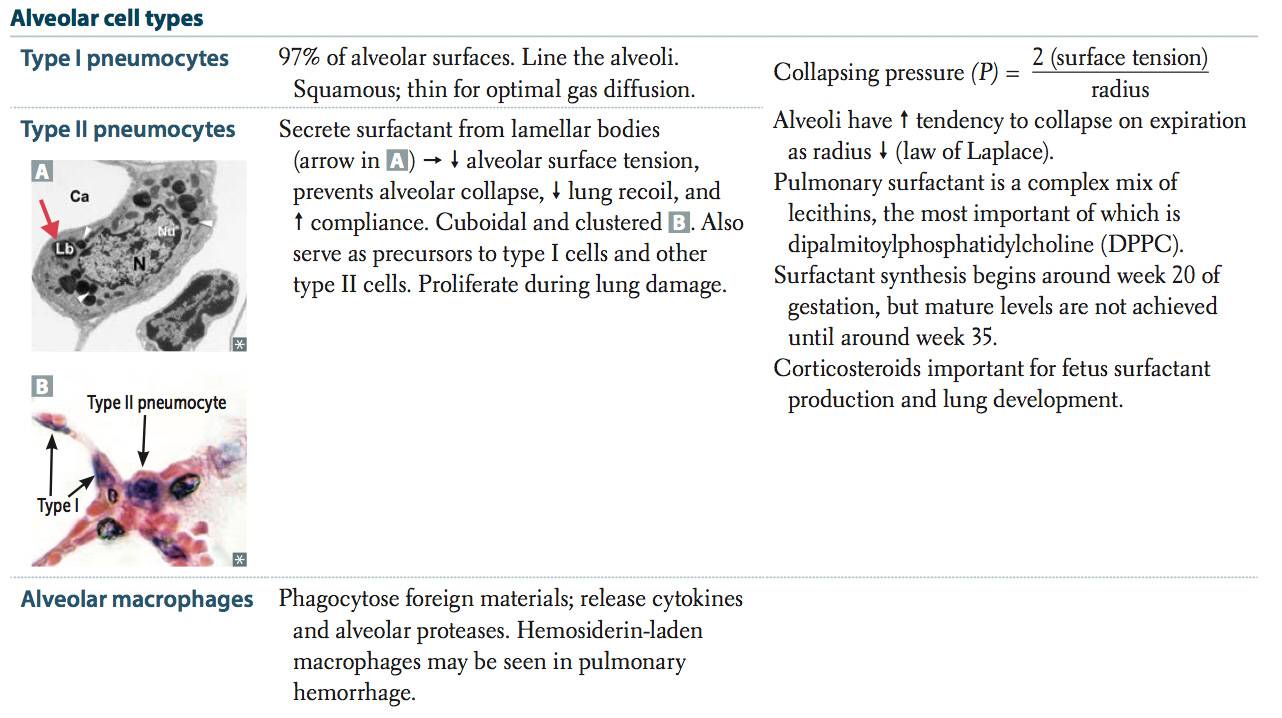 Alveolar cell types
Type I pneumocytes
97% of alveolar surfaces. Line the alveoli.
Squamous; thin for optimal gas diffusion.
Type II pneumocytes
Secrete surfactant from lamellar bodies
(arrow in A) → ↓ alveolar surface tension,
prevents alveolar collapse, ↓ lung recoil, and
↑ compliance. Cuboidal and clustered B. Also
serve as precursors to type I cells and other
type II cells. Proliferate during lung damage.
A
Ca
Nu
Lb
N
*
B
Type II pneumocyte
Type I
*
Collapsing pressure (P) = 2 (surface tension)
radius
Alveoli have ↑ tendency to collapse on expiration
as radius ↓ (law of Laplace).
Pulmonary surfactant is a complex mix of
lecithins, the most important of which is
dipalmitoylphosphatidylcholine (DPPC).
Surfactant synthesis begins around week 20 of
gestation, but mature levels are not achieved
until around week 35.
Corticosteroids important for fetus surfactant
production and lung development.
Alveolar macrophages
Phagocytose foreign materials; release cytokines
and alveolar proteases. Hemosiderin-laden
macrophages may be seen in pulmonary
hemorrhage.